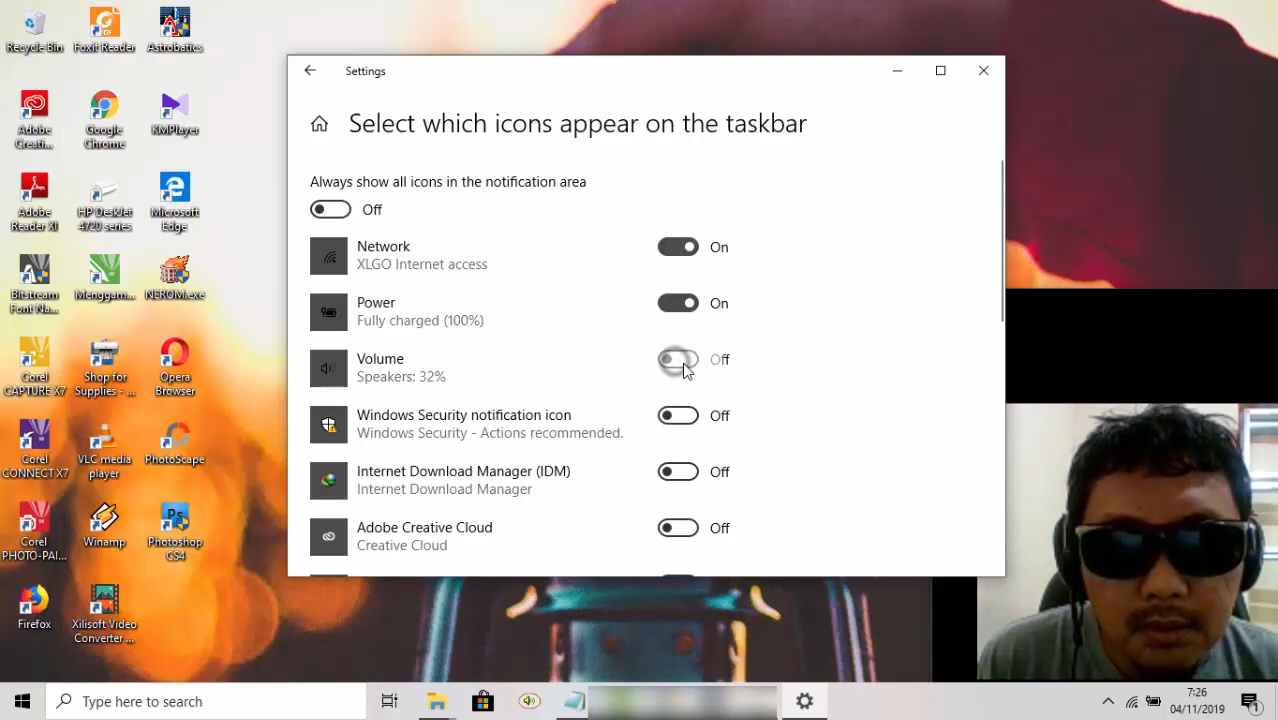 Recycle Bin
Foxit Reader
Astrobatics
Adobe
Creati...
Google
Chrome
KMPlayer
Adobe
Reader XI
HP DeskJet
4720 series
Microsoft
Edge
Bitstream
Font Na...
Menggam...
NEROMI.exe
Corel
CAPTURE X7
Shop for
Supplies - ...
Opera
Browser
Corel
CONNECT X7
VLC media
player
PhotoScape
Corel
PHOTO-PAI...
Winamp
Photoshop
CS4
Firefox
Xilisoft Video
Converter ...
Settings
Select which icons appear on the taskbar
Always show all icons in the notification area
Off
Network
XLGO Internet access
On
Power
Fully charged (100%)
On
Volume
Speakers: 32%
Off
Windows Security notification icon
Windows Security - Actions recommended.
Off
Internet Download Manager (IDM)
Internet Download Manager
Off
Adobe Creative Cloud
Creative Cloud
Off
Type here to search
7:26
04/11/2019
1